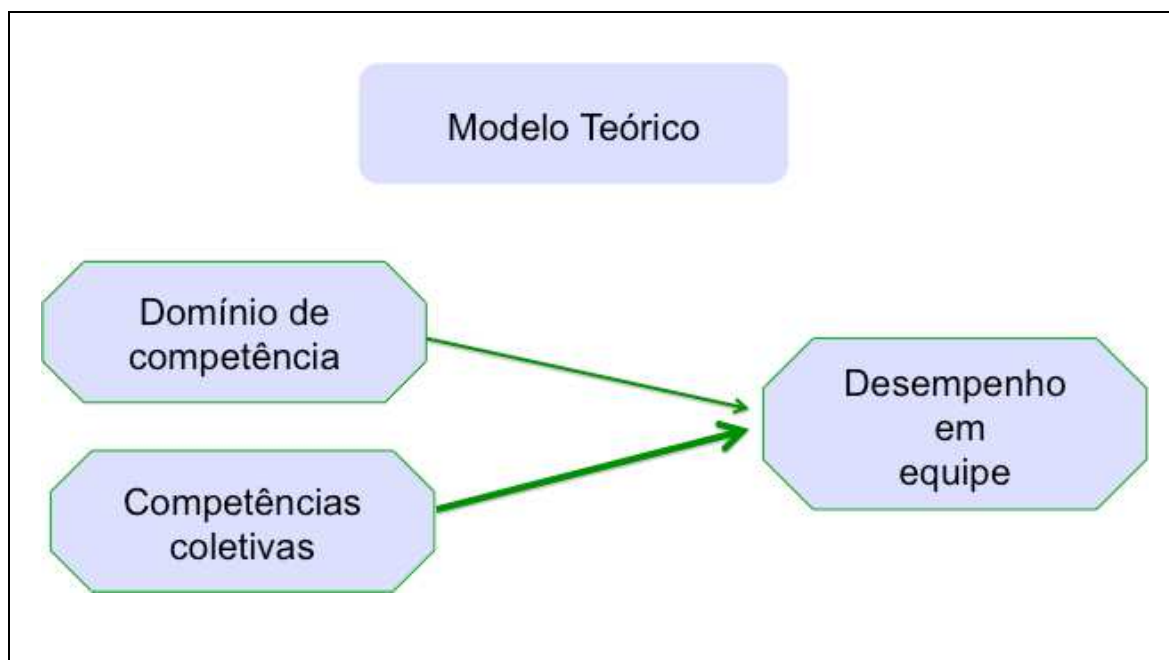 Modelo Teórico
Domínio de
competência
Competências
coletivas
Desempenho
em
equipe